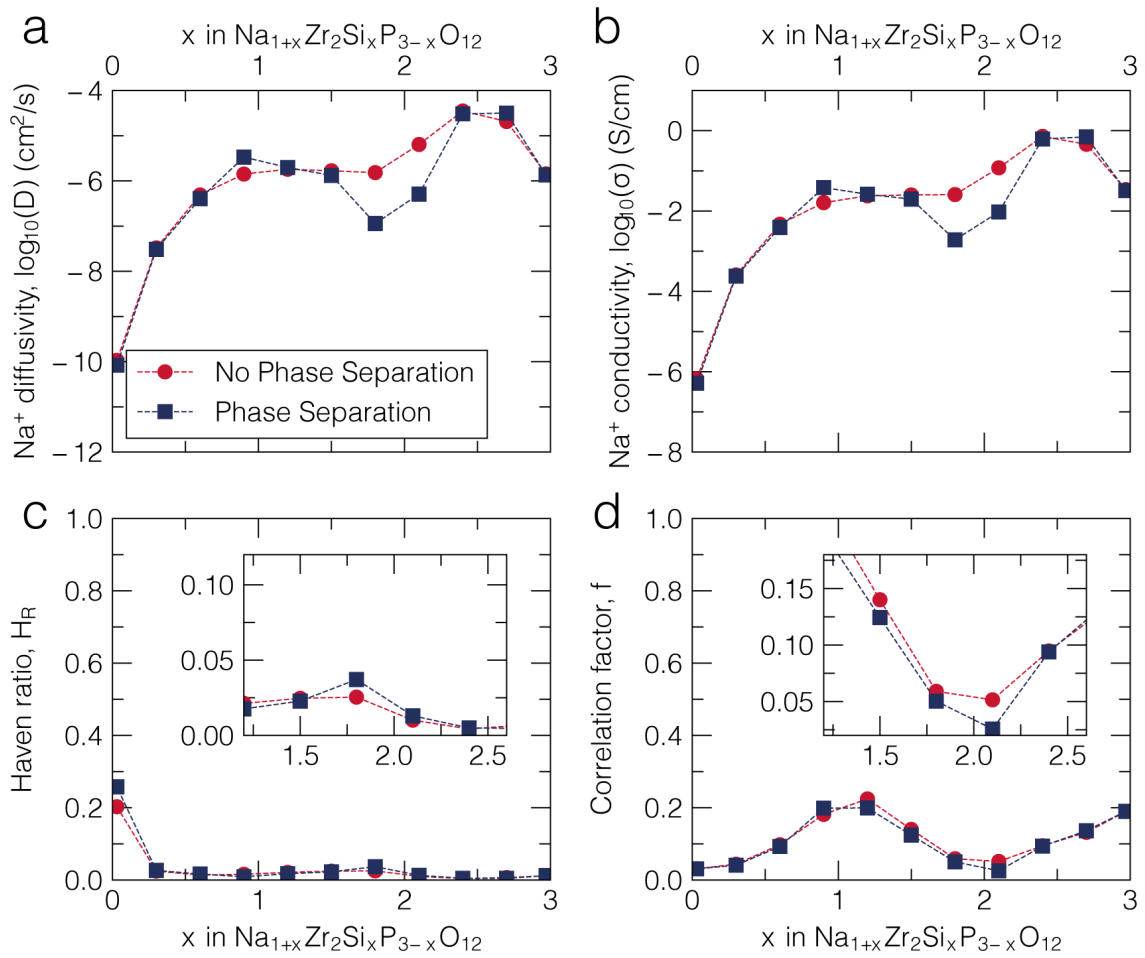 a
x in Na₁₊ₓZr₂SiₓP₃₋ₓO₁₂
0 1 2 3
Na⁺ diffusivity, log₁₀(D) (cm²/s)
−4
−6
−8
−10
−12
No Phase Separation
Phase Separation
b
x in Na₁₊ₓZr₂SiₓP₃₋ₓO₁₂
0 1 2 3
Na⁺ conductivity, log₁₀(σ) (S/cm)
0
−2
−4
−6
−8
c
Haven ratio, H_R
1.0
0.8
0.6
0.4
0.2
0.0
0.10
0.05
0.00
1.5 2.0 2.5
0 1 2 3
x in Na₁₊ₓZr₂SiₓP₃₋ₓO₁₂
d
Correlation factor, f
1.0
0.8
0.6
0.4
0.2
0.0
0.15
0.10
0.05
1.5 2.0 2.5
0 1 2 3
x in Na₁₊ₓZr₂SiₓP₃₋ₓO₁₂